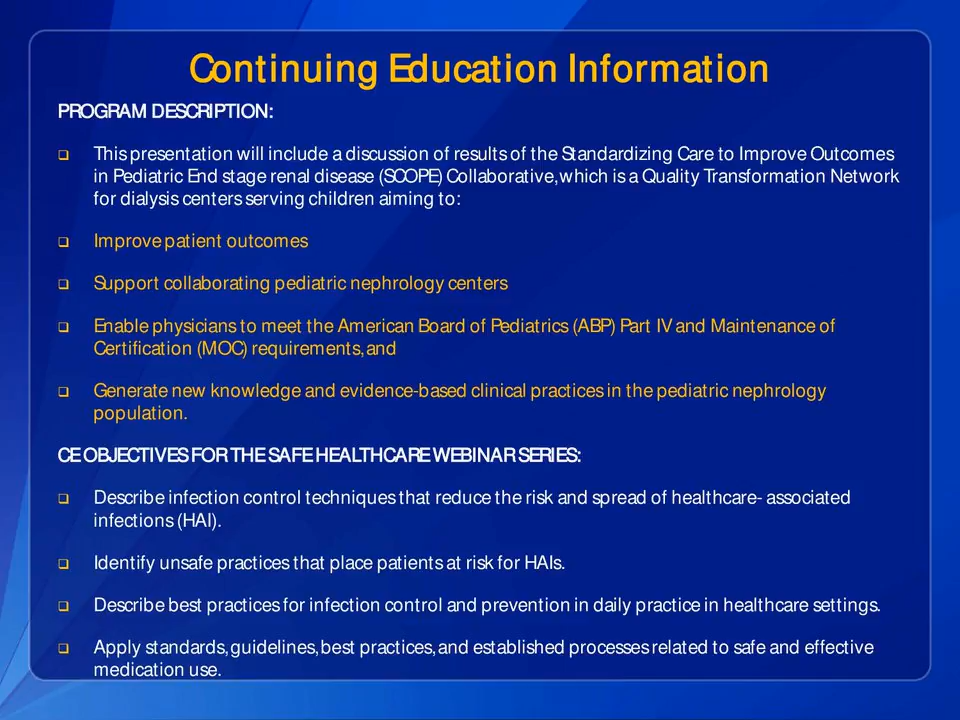 Continuing Education Information
PROGRAM DESCRIPTION:
❑ This presentation will include a discussion of results of the Standardizing Care to Improve Outcomes
in Pediatric End stage renal disease (SCOPE) Collaborative, which is a Quality Transformation Network
for dialysis centers serving children aiming to:
❑ Improve patient outcomes
❑ Support collaborating pediatric nephrology centers
❑ Enable physicians to meet the American Board of Pediatrics (ABP) Part IV and Maintenance of
Certification (MOC) requirements, and
❑ Generate new knowledge and evidence-based clinical practices in the pediatric nephrology
population.
CE OBJECTIVES FOR THE SAFE HEALTHCARE WEBINAR SERIES:
❑ Describe infection control techniques that reduce the risk and spread of healthcare- associated
infections (HAI).
❑ Identify unsafe practices that place patients at risk for HAIs.
❑ Describe best practices for infection control and prevention in daily practice in healthcare settings.
❑ Apply standards, guidelines, best practices, and established processes related to safe and effective
medication use.